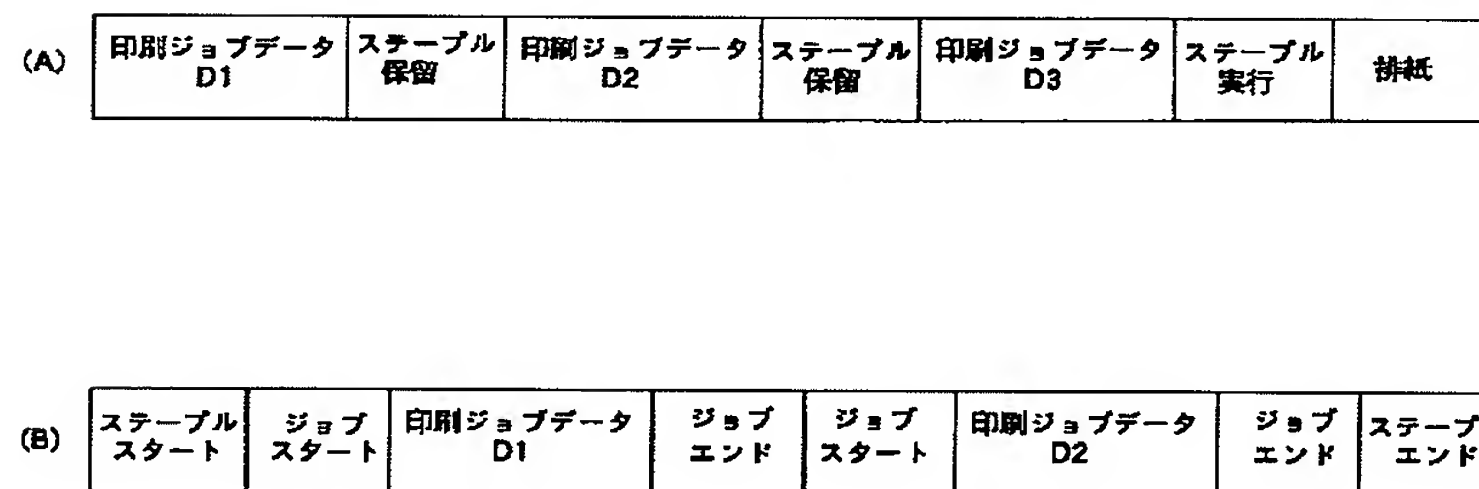 (A)
印刷ジョブデータ
D1
ステープル
保留
印刷ジョブデータ
D2
ステープル
保留
印刷ジョブデータ
D3
ステープル
実行
排紙
(B)
ステープル
スタート
ジョブ
スタート
印刷ジョブデータ
D1
ジョブ
エンド
ジョブ
スタート
印刷ジョブデータ
D2
ジョブ
エンド
ステープ
エンド